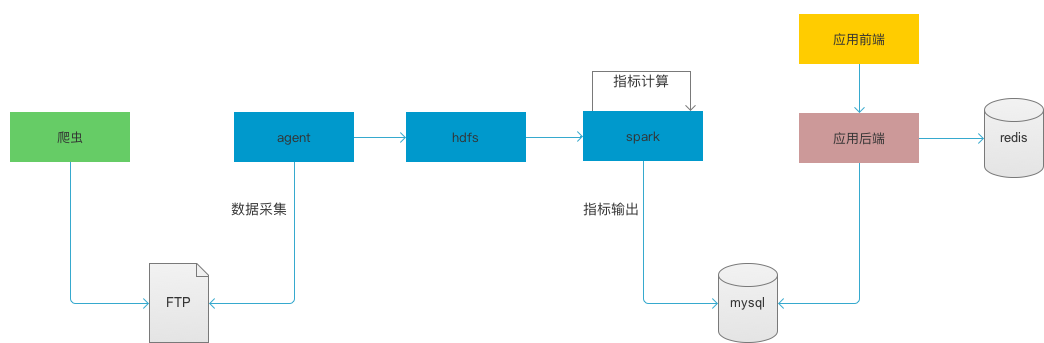 应用前端
指标计算
爬虫
agent
hdfs
spark
应用后端
redis
数据采集
指标输出
FTP
mysql